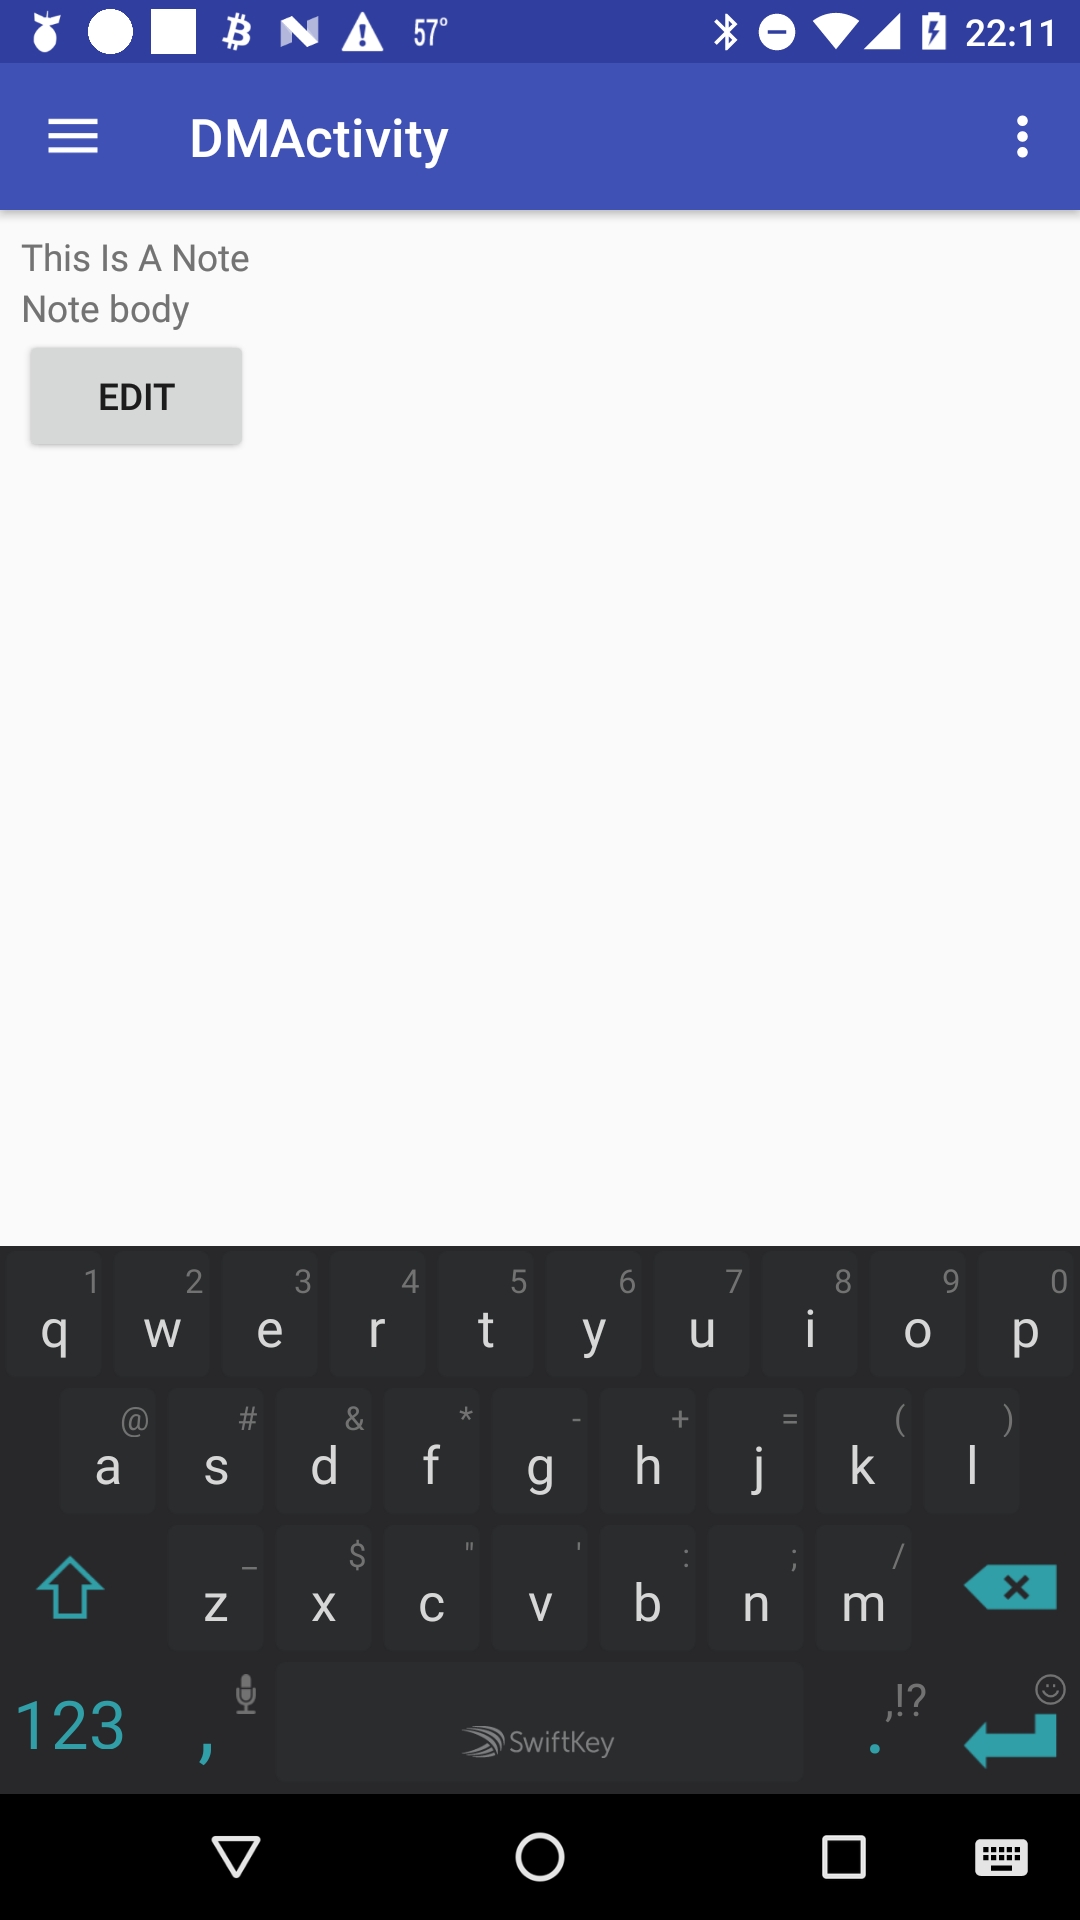 57° 22:11
DMActivity
This Is A Note
Note body
EDIT
1 2 3 4 5 6 7 8 9 0
q w e r t y u i o p
@ # & * - + = ( )
a s d f g h j k l
_ $ " ' : ; /
z x c v b n m
123 , SwiftKey . ,!?